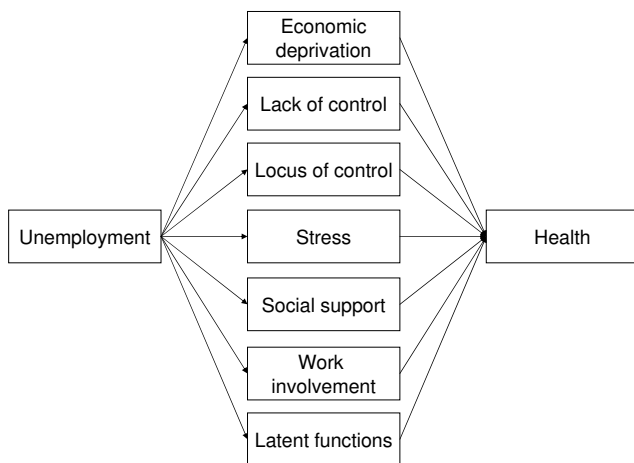 Economic
deprivation
Lack of control
Locus of control
Unemployment
Stress
Health
Social support
Work
involvement
Latent functions